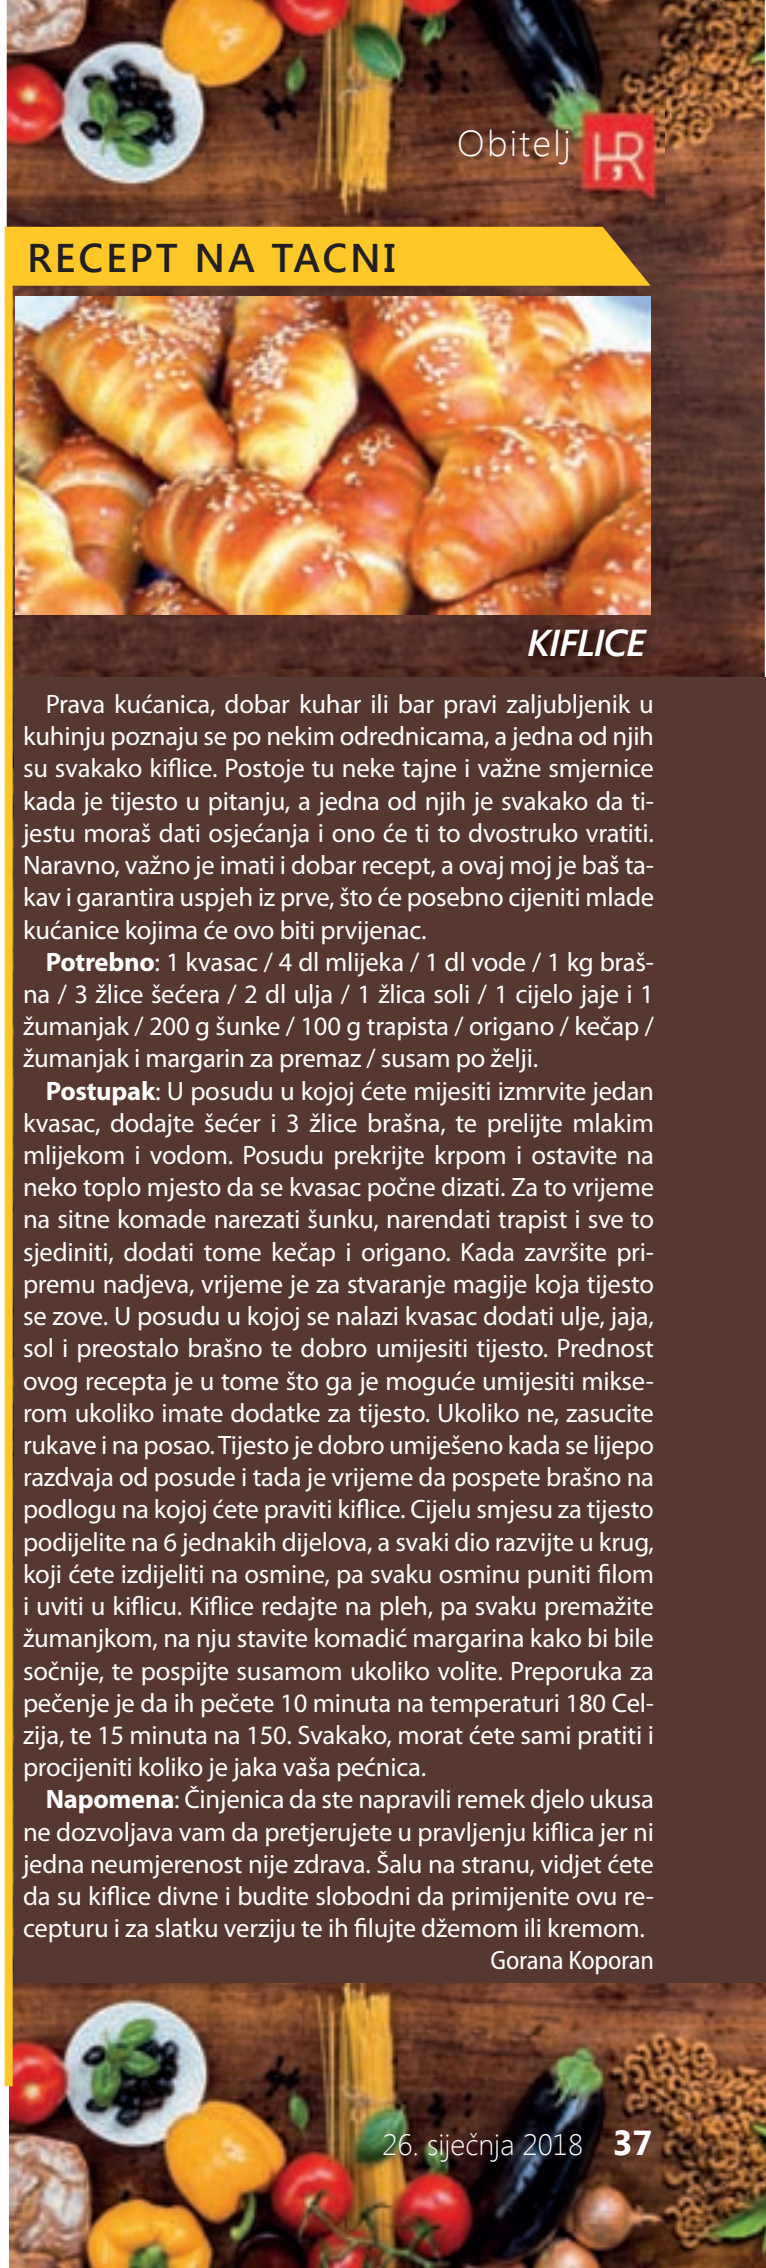 Obitelj HR
RECEPT NA TACNI
KIFLICE
Prava kućanica, dobar kuhar ili bar pravi zaljubljenik u
kuhinju poznaju se po nekim odrednicama, a jedna od njih
su svakako kiflice. Postoje tu neke tajne i važne smjernice
kada je tijesto u pitanju, a jedna od njih je svakako da ti-
jestu moraš dati osjećanja i ono će ti to dvostruko vratiti.
Naravno, važno je imati i dobar recept, a ovaj moj je baš ta-
kav i garantira uspjeh iz prve, što će posebno cijeniti mlade
kućanice kojima će ovo biti prvijenac.
Potrebno: 1 kvasac / 4 dl mlijeka / 1 dl vode / 1 kg braš-
na / 3 žlice šećera / 2 dl ulja / 1 žlica soli / 1 cijelo jaje i 1
žumanjak / 200 g šunke / 100 g trapista / origano / kečap /
žumanjak i margarin za premaz / susam po želji.
Postupak: U posudu u kojoj ćete mijesiti izmrvite jedan
kvasac, dodajte šećer i 3 žlice brašna, te prelijte mlakim
mlijekom i vodom. Posudu prekrijte krpom i ostavite na
neko toplo mjesto da se kvasac počne dizati. Za to vrijeme
na sitne komade narezati šunku, narendati trapist i sve to
sjediniti, dodati tome kečap i origano. Kada završite pri-
premu nadjeva, vrijeme je za stvaranje magije koja tijesto
se zove. U posudu u kojoj se nalazi kvasac dodati ulje, jaja,
sol i preostalo brašno te dobro umijesiti tijesto. Prednost
ovog recepta je u tome što ga je moguće umijesiti mikse-
rom ukoliko imate dodatke za tijesto. Ukoliko ne, zasucite
rukave i na posao. Tijesto je dobro umiješeno kada se lijepo
razdvaja od posude i tada je vrijeme da pospete brašno na
podlogu na kojoj ćete praviti kiflice. Cijelu smjesu za tijesto
podijelite na 6 jednakih dijelova, a svaki dio razvijte u krug,
koji ćete izdijeliti na osmine, pa svaku osminu puniti filom
i uviti u kiflicu. Kiflice redajte na pleh, pa svaku premažite
žumanjkom, na nju stavite komadić margarina kako bi bile
sočnije, te pospijte susamom ukoliko volite. Preporuka za
pečenje je da ih pečete 10 minuta na temperaturi 180 Cel-
zija, te 15 minuta na 150. Svakako, morat ćete sami pratiti i
procijeniti koliko je jaka vaša pećnica.
Napomena: Činjenica da ste napravili remek djelo ukusa
ne dozvoljava vam da pretjerujete u pravljenju kiflica jer ni
jedna neumjerenost nije zdrava. Šalu na stranu, vidjet ćete
da su kiflice divne i budite slobodni da primijenite ovu re-
cepturu i za slatku verziju te ih filujte džemom ili kremom.
Gorana Koporan
26. siječnja 2018 37